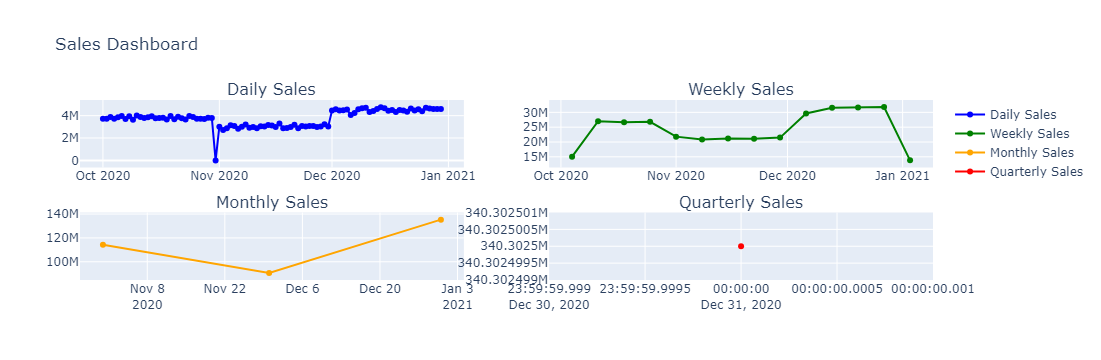 Sales Dashboard
Daily Sales
4M
2M
0
Oct 2020 Nov 2020 Dec 2020 Jan 2021
Weekly Sales
30M
25M
20M
15M
Oct 2020 Nov 2020 Dec 2020 Jan 2021
Daily Sales
Weekly Sales
Monthly Sales
Quarterly Sales
Monthly Sales
140M
120M
100M
Nov 8 Nov 22 Dec 6 Dec 20 Jan 3
2020 2021
Quarterly Sales
340.302501M
340.3025005M
340.3025M
340.3024995M
340.302499M
23:59:59.999 23:59:59.9995 00:00:00 00:00:00.0005 00:00:00.001
Dec 30, 2020 Dec 31, 2020